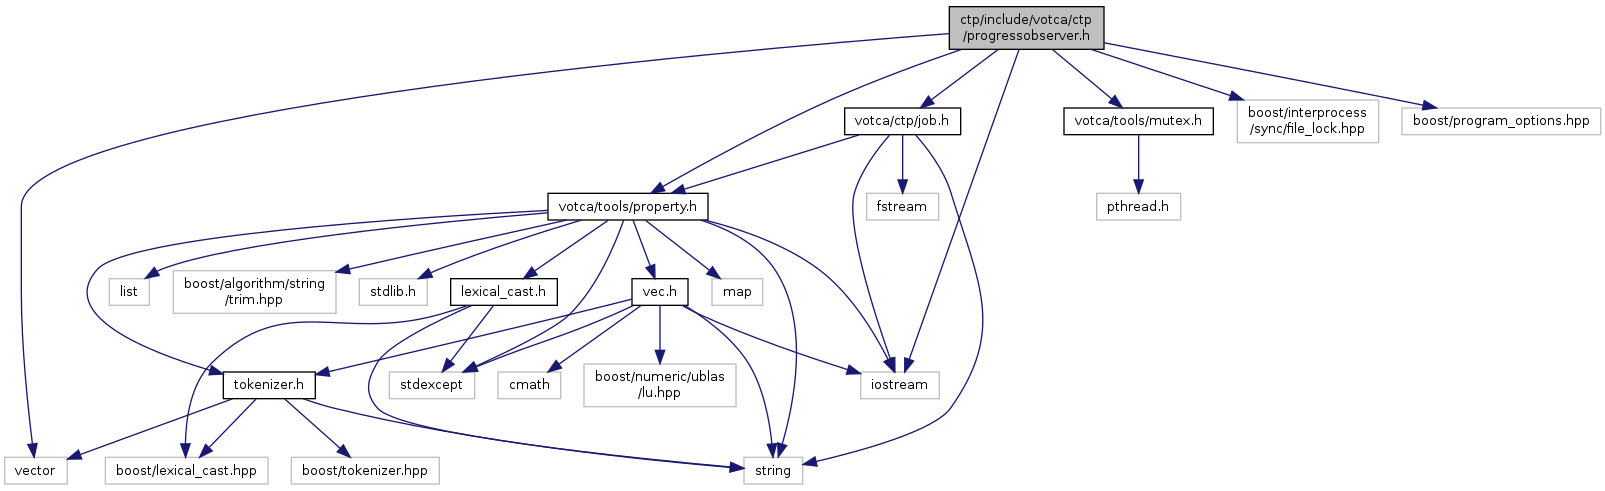 ctp/include/votca/ctp
/progressobserver.h
votca/ctp/job.h
votca/tools/mutex.h
boost/interprocess
/sync/file_lock.hpp
boost/program_options.hpp
votca/tools/property.h
fstream
pthread.h
list
boost/algorithm/string
/trim.hpp
stdlib.h
lexical_cast.h
vec.h
map
tokenizer.h
stdexcept
cmath
boost/numeric/ublas
/lu.hpp
iostream
vector
boost/lexical_cast.hpp
boost/tokenizer.hpp
string